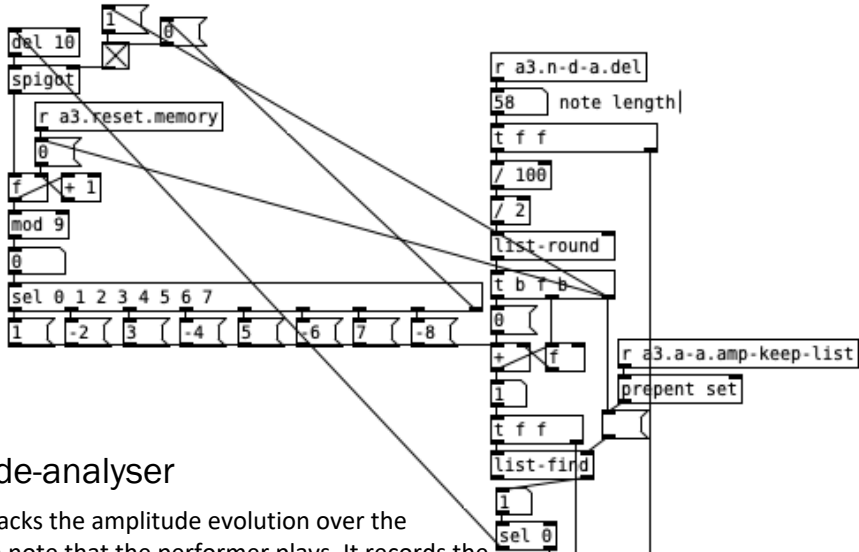 1
0
del 10
spigot
r a3.reset.memory
0
f
+ 1
mod 9
0
sel 0 1 2 3 4 5 6 7
1
-2
3
-4
5
-6
7
-8
r a3.n-d-a.del
58
note length
t f f
/ 100
/ 2
list-round
t b f b
0
+
f
1
t f f
list-find
1
sel 0
r a3.a-a.amp-keep-list
prepent set
de-analyser
acks the amplitude evolution over the
note that the performer plays. It records the